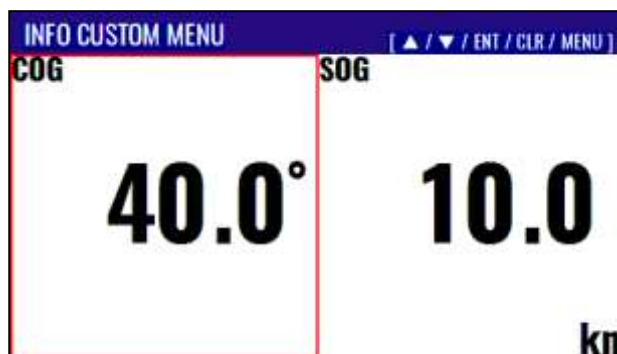 INFO CUSTOM MENU [ ▲ / ▼ / ENT / CLR / MENU ]
COG SOG
40.0° 10.0